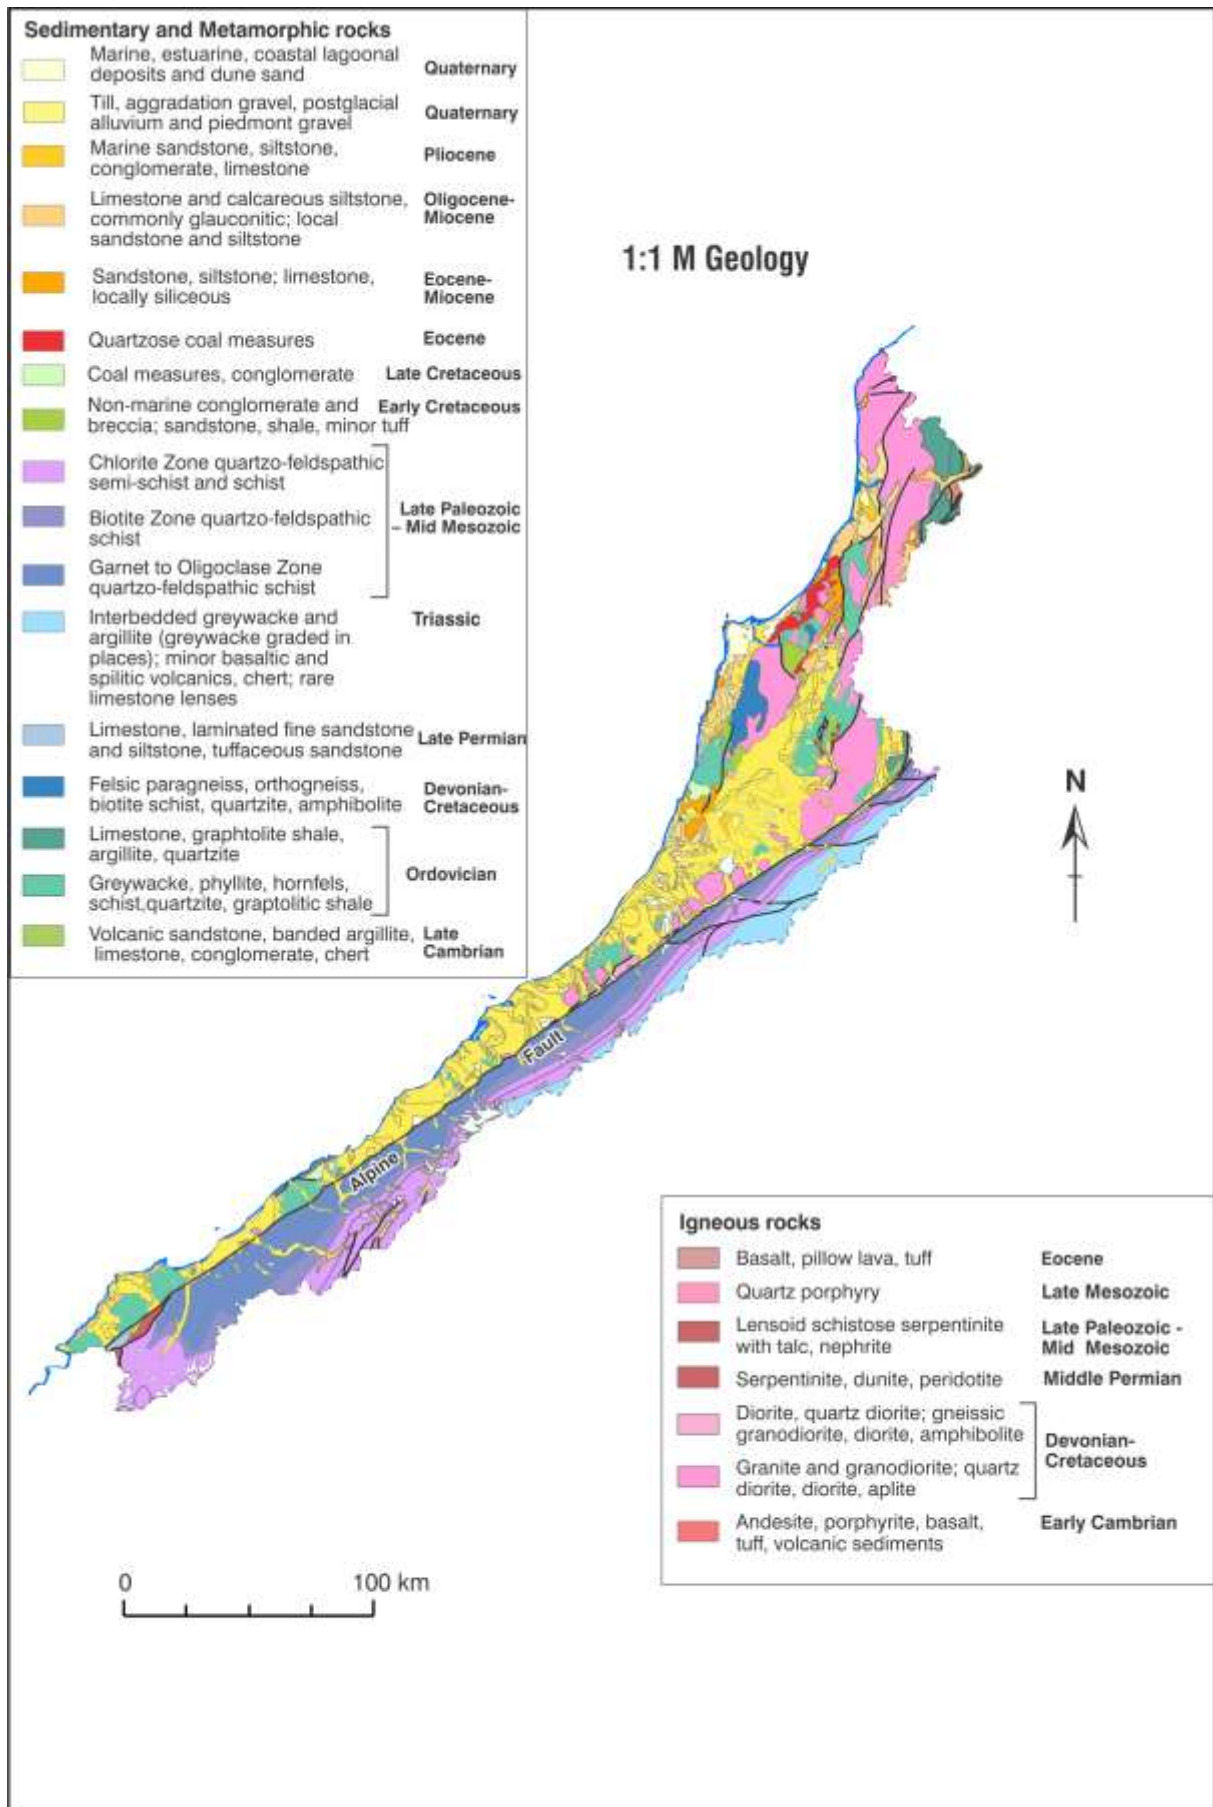 Sedimentary and Metamorphic rocks
Marine, estuarine, coastal lagoonal
deposits and dune sand
Quaternary
Till, aggradation gravel, postglacial
alluvium and piedmont gravel
Quaternary
Marine sandstone, siltstone,
conglomerate, limestone
Pliocene
Limestone and calcareous siltstone,
commonly glauconitic; local
sandstone and siltstone
Oligocene-
Miocene
Sandstone, siltstone; limestone,
locally siliceous
Eocene-
Miocene
Quartzose coal measures
Eocene
Coal measures, conglomerate
Late Cretaceous
Non-marine conglomerate and
breccia; sandstone, shale, minor tuff
Early Cretaceous
Chlorite Zone quartzo-feldspathic
semi-schist and schist
Biotite Zone quartzo-feldspathic
schist
Garnet to Oligoclase Zone
quartzo-feldspathic schist
Late Paleozoic
– Mid Mesozoic
Interbedded greywacke and
argillite (greywacke graded in
places); minor basaltic and
spilitic volcanics, chert; rare
limestone lenses
Triassic
Limestone, laminated fine sandstone
and siltstone, tuffaceous sandstone
Late Permian
Felsic paragneiss, orthogneiss,
biotite schist, quartzite, amphibolite
Devonian-
Cretaceous
Limestone, graphtolite shale,
argillite, quartzite
Greywacke, phyllite, hornfels,
schist,quartzite, graptolitic shale
Ordovician
Volcanic sandstone, banded argillite,
limestone, conglomerate, chert
Late
Cambrian
1:1 M Geology
N
Fault
Alpine
Igneous rocks
Basalt, pillow lava, tuff
Eocene
Quartz porphyry
Late Mesozoic
Lensoid schistose serpentinite
with talc, nephrite
Late Paleozoic -
Mid Mesozoic
Serpentinite, dunite, peridotite
Middle Permian
Diorite, quartz diorite; gneissic
granodiorite, diorite, amphibolite
Granite and granodiorite; quartz
diorite, diorite, aplite
Devonian-
Cretaceous
Andesite, porphyrite, basalt,
tuff, volcanic sediments
Early Cambrian
0 100 km